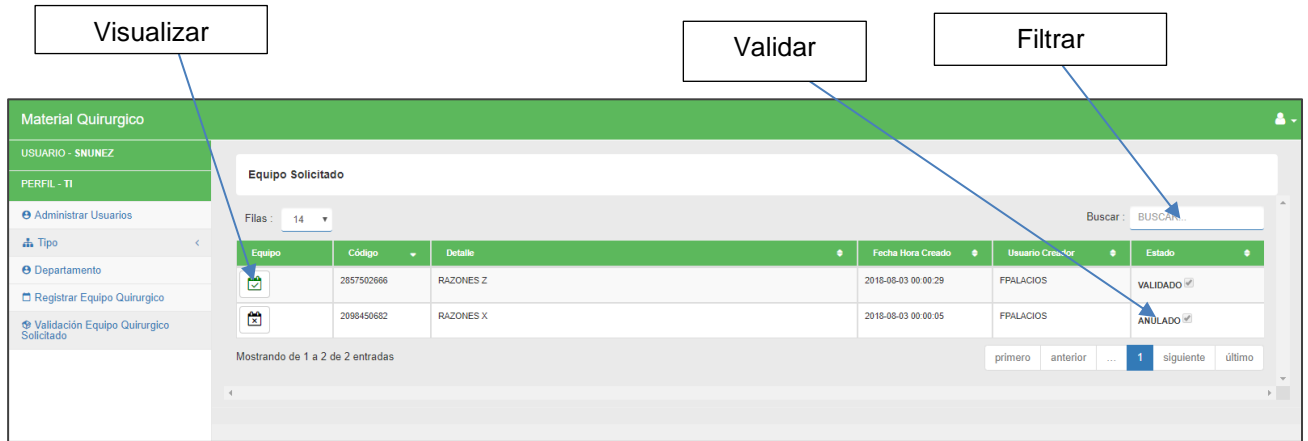 Visualizar
Validar
Filtrar
Material Quirurgico
USUARIO - SNUNEZ
PERFIL - TI
Administrar Usuarios
Tipo
Departamento
Registrar Equipo Quirurgico
Validación Equipo Quirurgico
Solicitado
Equipo Solicitado
Filas : 14
Buscar : BUSCAR...
Equipo Código Detalle Fecha Hora Creado Usuario Creador Estado
2857502666 RAZONES Z 2018-08-03 00:00:29 FPALACIOS VALIDADO
2098450682 RAZONES X 2018-08-03 00:00:05 FPALACIOS ANULADO
Mostrando de 1 a 2 de 2 entradas
primero anterior ... 1 siguiente último